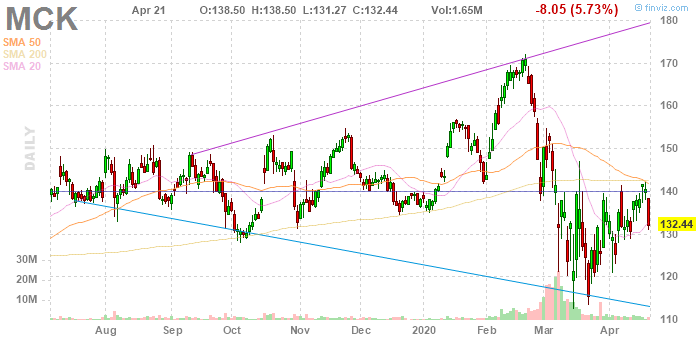 MCK Apr 21 O:138.50 H:138.50 L:131.27 C:132.44 Vol:1.65M -8.05 (5.73%) © finviz.com
SMA 50
SMA 200
SMA 20
DAILY
180
170
160
150
140
132.44
130
120
110
30M
20M
10M
Aug Sep Oct Nov Dec 2020 Feb Mar Apr